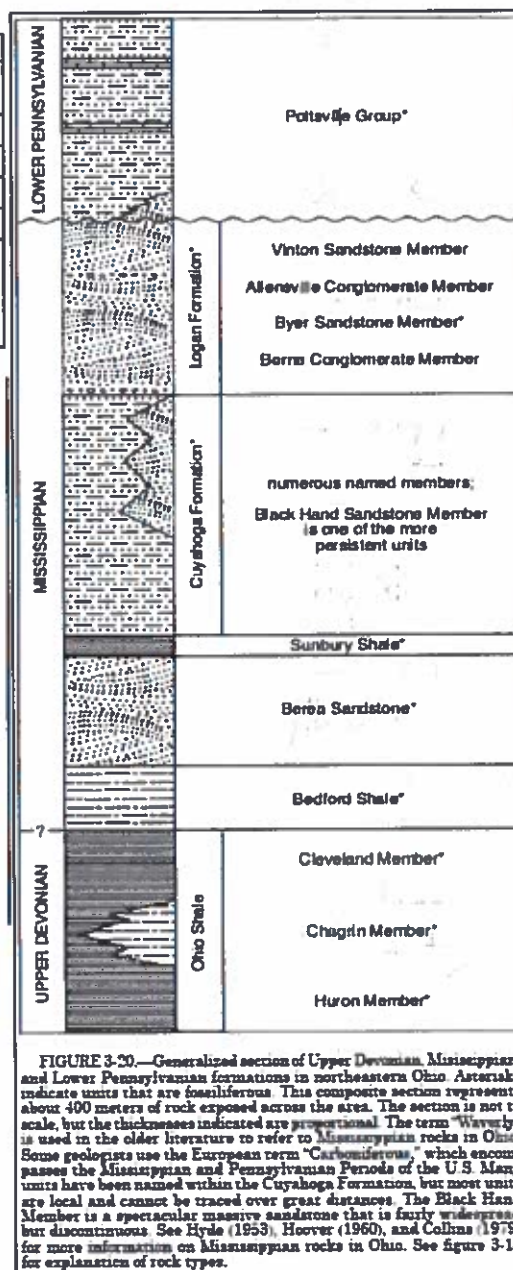 LOWER PENNSYLVANIAN
Pottsville Group*
MISSISSIPPIAN
Logan Formation*
Vinton Sandstone Member
Allensville Conglomerate Member
Byer Sandstone Member*
Berne Conglomerate Member
Cuyahoga Formation*
numerous named members;
Black Hand Sandstone Member
is one of the more
persistent units
Sunbury Shale*
Berea Sandstone*
Bedford Shale*
?
UPPER DEVONIAN
Ohio Shale
Cleveland Member*
Chagrin Member*
Huron Member*
FIGURE 3-20.—Generalized section of Upper Devonian, Mississippian
and Lower Pennsylvanian formations in northeastern Ohio. Asterisk
indicate units that are fossiliferous. This composite section represent
about 400 meters of rock exposed across the area. The section is not t
scale, but the thicknesses indicated are proportional. The term "Waverly
is used in the older literature to refer to Mississippian rocks in Ohio
Some geologists use the European term "Carboniferous," which encom
passes the Mississippian and Pennsylvanian Periods of the U.S. Man
units have been named within the Cuyahoga Formation, but most unit
are local and cannot be traced over great distances. The Black Han
Member is a spectacular massive sandstone that is fairly widespread
but discontinuous. See Hyde (1953), Hoover (1960), and Collins (1979
for more information on Mississippian rocks in Ohio. See figure 3-1
for explanation of rock types.